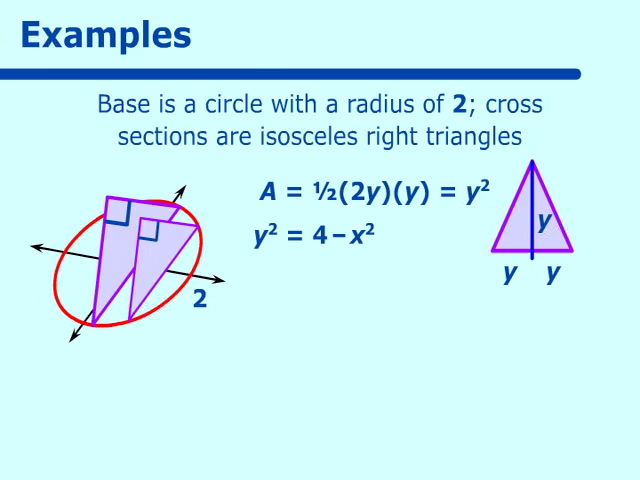 Examples
Base is a circle with a radius of 2; cross
sections are isosceles right triangles
A = ½(2y)(y) = y²
y² = 4 – x²
y
y y
2